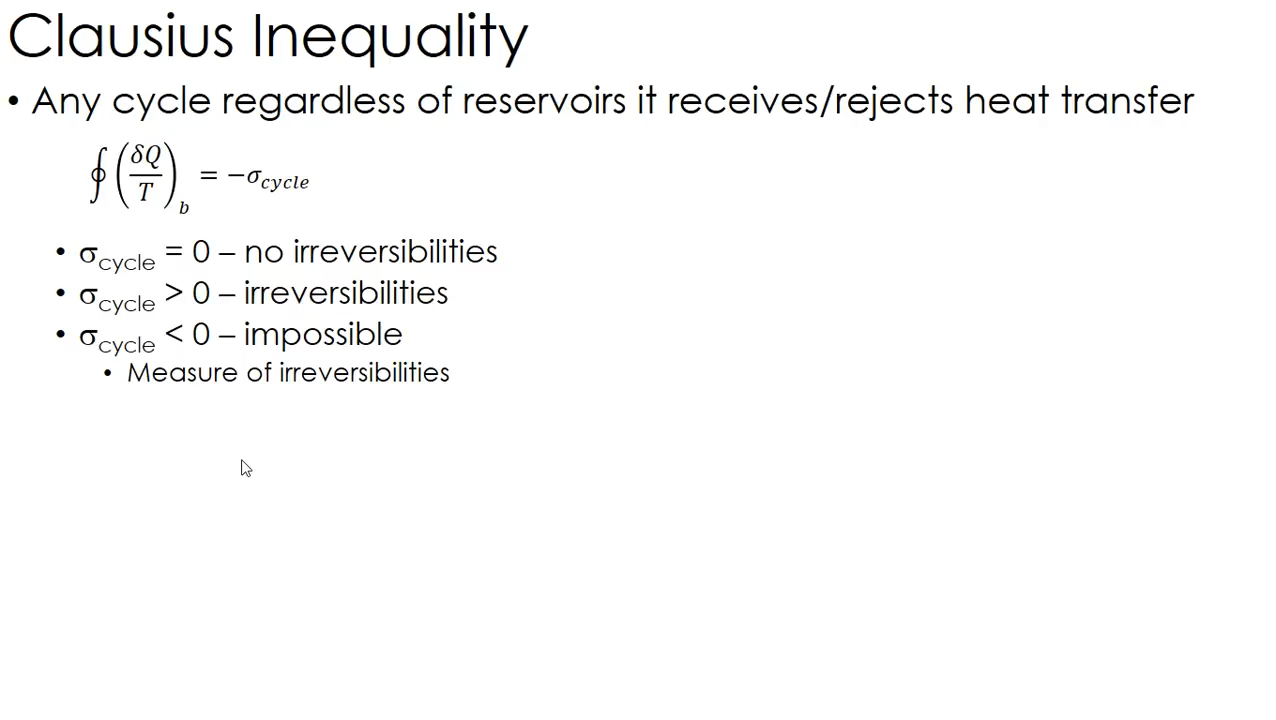 Clausius Inequality
• Any cycle regardless of reservoirs it receives/rejects heat transfer
∮(δQ/T)_b = −σ_cycle
• σ_cycle = 0 – no irreversibilities
• σ_cycle > 0 – irreversibilities
• σ_cycle < 0 – impossible
• Measure of irreversibilities